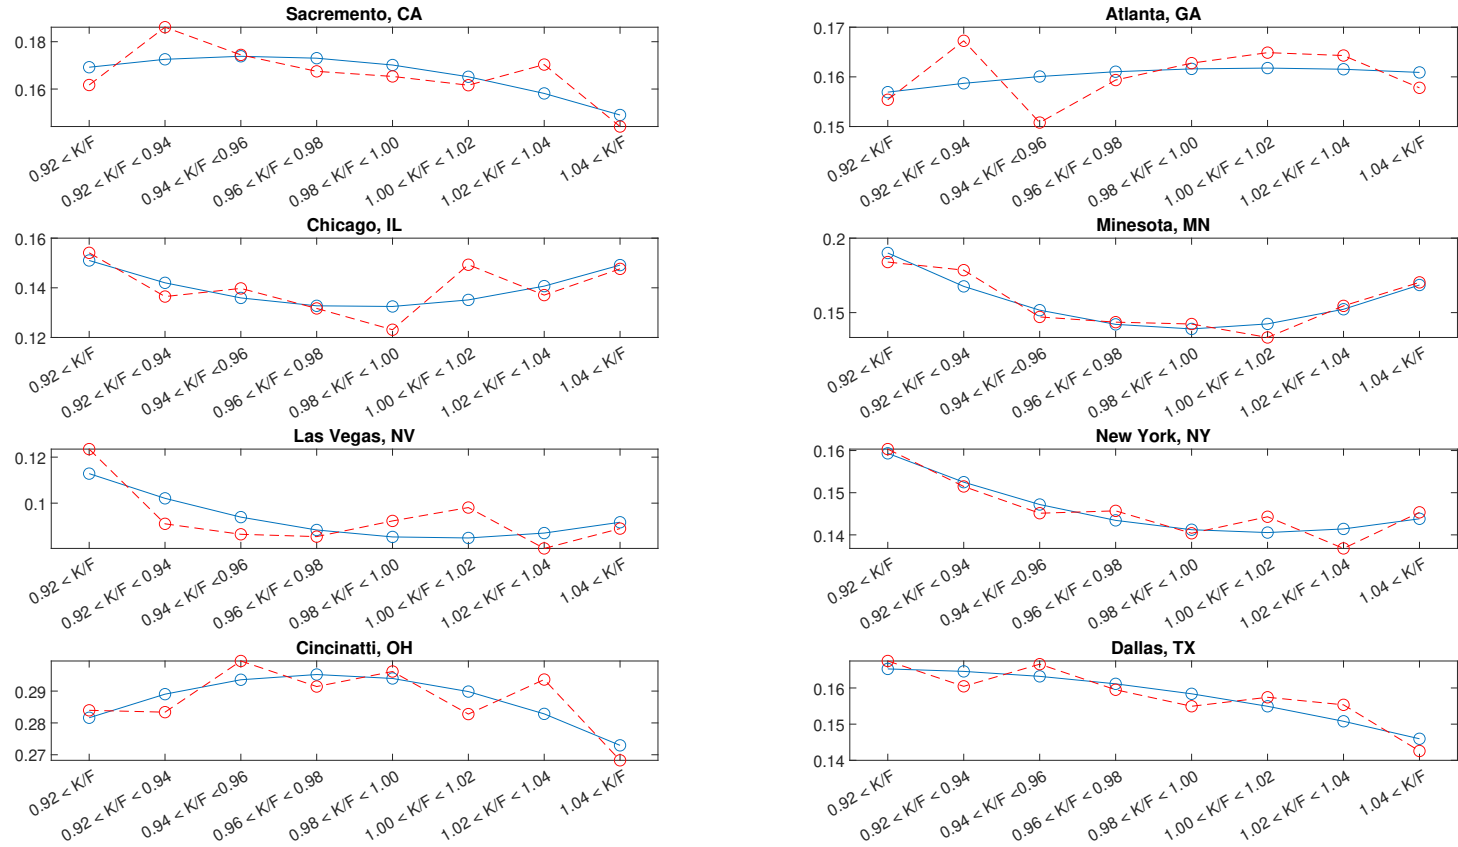 Sacremento, CA
0.18
0.16
0.92 < K/F
0.92 < K/F < 0.94
0.94 < K/F <0.96
0.96 < K/F < 0.98
0.98 < K/F < 1.00
1.00 < K/F < 1.02
1.02 < K/F < 1.04
1.04 < K/F
Atlanta, GA
0.17
0.16
0.15
0.92 < K/F
0.92 < K/F < 0.94
0.94 < K/F <0.96
0.96 < K/F < 0.98
0.98 < K/F < 1.00
1.00 < K/F < 1.02
1.02 < K/F < 1.04
1.04 < K/F
Chicago, IL
0.16
0.14
0.12
0.92 < K/F
0.92 < K/F < 0.94
0.94 < K/F <0.96
0.96 < K/F < 0.98
0.98 < K/F < 1.00
1.00 < K/F < 1.02
1.02 < K/F < 1.04
1.04 < K/F
Minesota, MN
0.2
0.15
0.92 < K/F
0.92 < K/F < 0.94
0.94 < K/F <0.96
0.96 < K/F < 0.98
0.98 < K/F < 1.00
1.00 < K/F < 1.02
1.02 < K/F < 1.04
1.04 < K/F
Las Vegas, NV
0.12
0.1
0.92 < K/F
0.92 < K/F < 0.94
0.94 < K/F <0.96
0.96 < K/F < 0.98
0.98 < K/F < 1.00
1.00 < K/F < 1.02
1.02 < K/F < 1.04
1.04 < K/F
New York, NY
0.16
0.15
0.14
0.92 < K/F
0.92 < K/F < 0.94
0.94 < K/F <0.96
0.96 < K/F < 0.98
0.98 < K/F < 1.00
1.00 < K/F < 1.02
1.02 < K/F < 1.04
1.04 < K/F
Cincinatti, OH
0.29
0.28
0.27
0.92 < K/F
0.92 < K/F < 0.94
0.94 < K/F <0.96
0.96 < K/F < 0.98
0.98 < K/F < 1.00
1.00 < K/F < 1.02
1.02 < K/F < 1.04
1.04 < K/F
Dallas, TX
0.16
0.15
0.14
0.92 < K/F
0.92 < K/F < 0.94
0.94 < K/F <0.96
0.96 < K/F < 0.98
0.98 < K/F < 1.00
1.00 < K/F < 1.02
1.02 < K/F < 1.04
1.04 < K/F